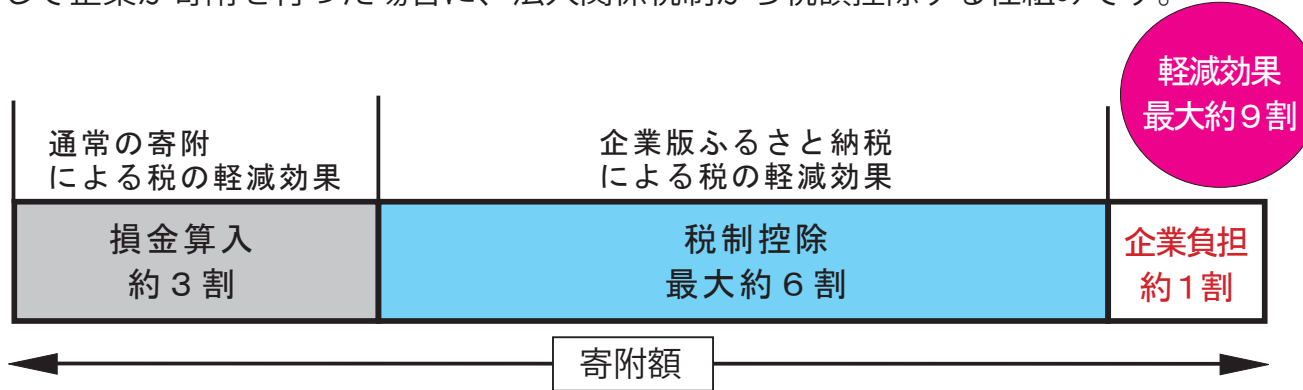 して企業が寄附を行った場合に、法人関係税制から税額控除する仕組みです。
軽減効果
最大約９割
通常の寄附
による税の軽減効果
企業版ふるさと納税
による税の軽減効果
損金算入
約３割
税制控除
最大約６割
企業負担
約１割
寄附額